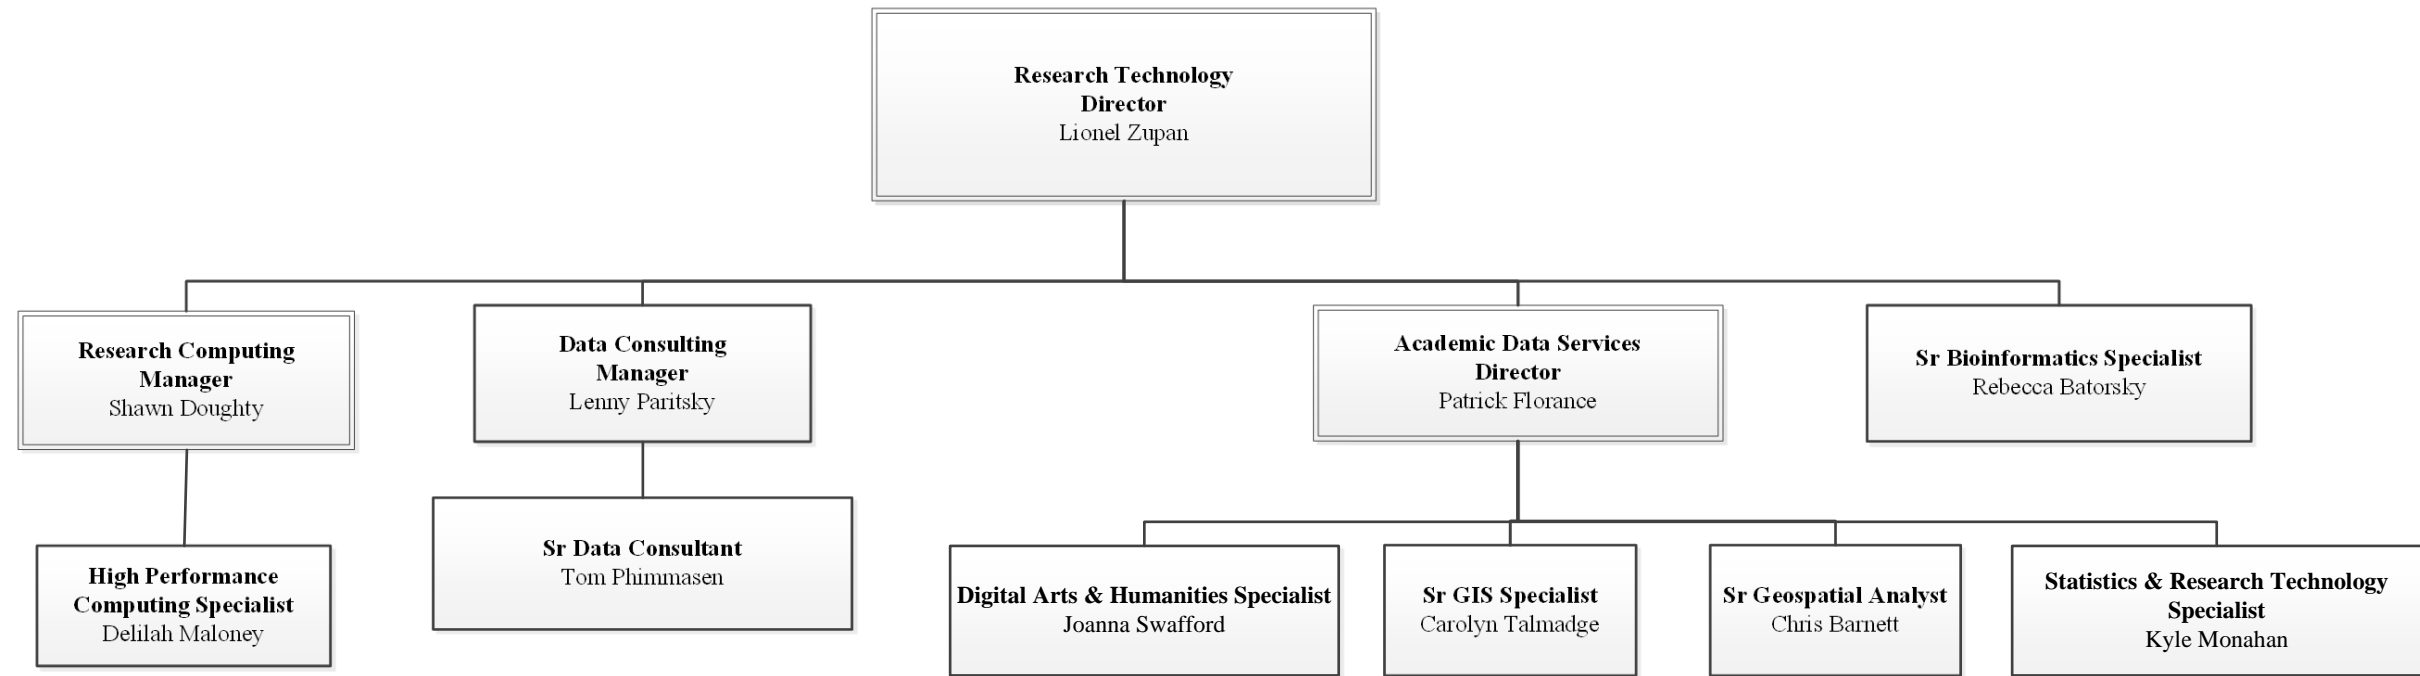 Research Technology
Director
Lionel Zupan
Research Computing
Manager
Shawn Doughty
Data Consulting
Manager
Lenny Paritsky
Academic Data Services
Director
Patrick Florance
Sr Bioinformatics Specialist
Rebecca Batorsky
High Performance
Computing Specialist
Delilah Maloney
Sr Data Consultant
Tom Phimmasen
Digital Arts & Humanities Specialist
Joanna Swafford
Sr GIS Specialist
Carolyn Talmadge
Sr Geospatial Analyst
Chris Barnett
Statistics & Research Technology
Specialist
Kyle Monahan